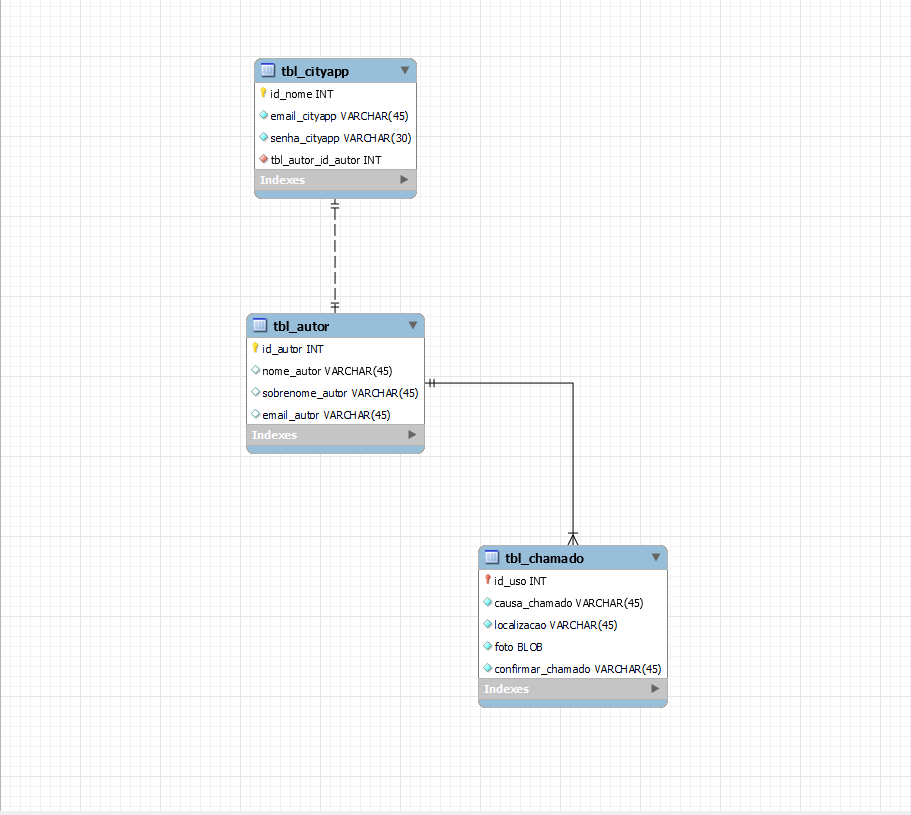 tbl_cityapp
id_nome INT
email_cityapp VARCHAR(45)
senha_cityapp VARCHAR(30)
tbl_autor_id_autor INT
Indexes
tbl_autor
id_autor INT
nome_autor VARCHAR(45)
sobrenome_autor VARCHAR(45)
email_autor VARCHAR(45)
Indexes
tbl_chamado
id_uso INT
causa_chamado VARCHAR(45)
localizacao VARCHAR(45)
foto BLOB
confirmar_chamado VARCHAR(45)
Indexes